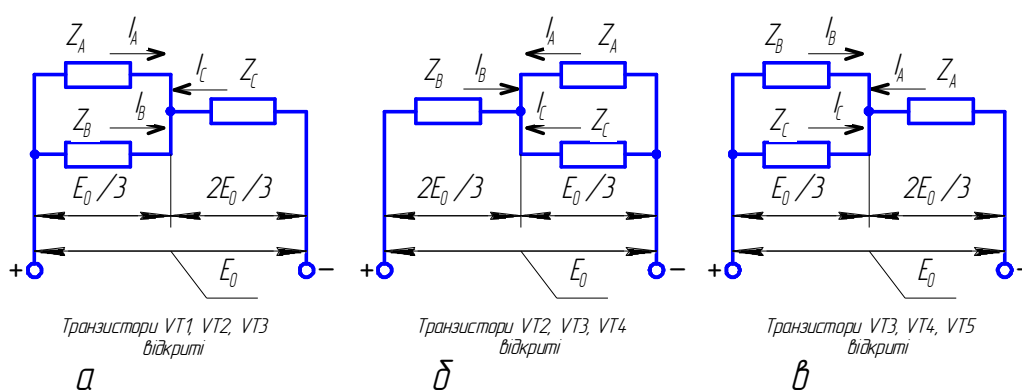 Z_A I_A
I_C Z_C
Z_B I_B
E_0/3 2E_0/3
+ −
E_0
Транзистори VT1, VT2, VT3
відкриті
а
I_A Z_A
Z_B I_B
I_C Z_C
2E_0/3 E_0/3
+ −
E_0
Транзистори VT2, VT3, VT4
відкриті
б
Z_B I_B
I_A Z_A
Z_C I_C
E_0/3 2E_0/3
+ −
E_0
Транзистори VT3, VT4, VT5
відкриті
в